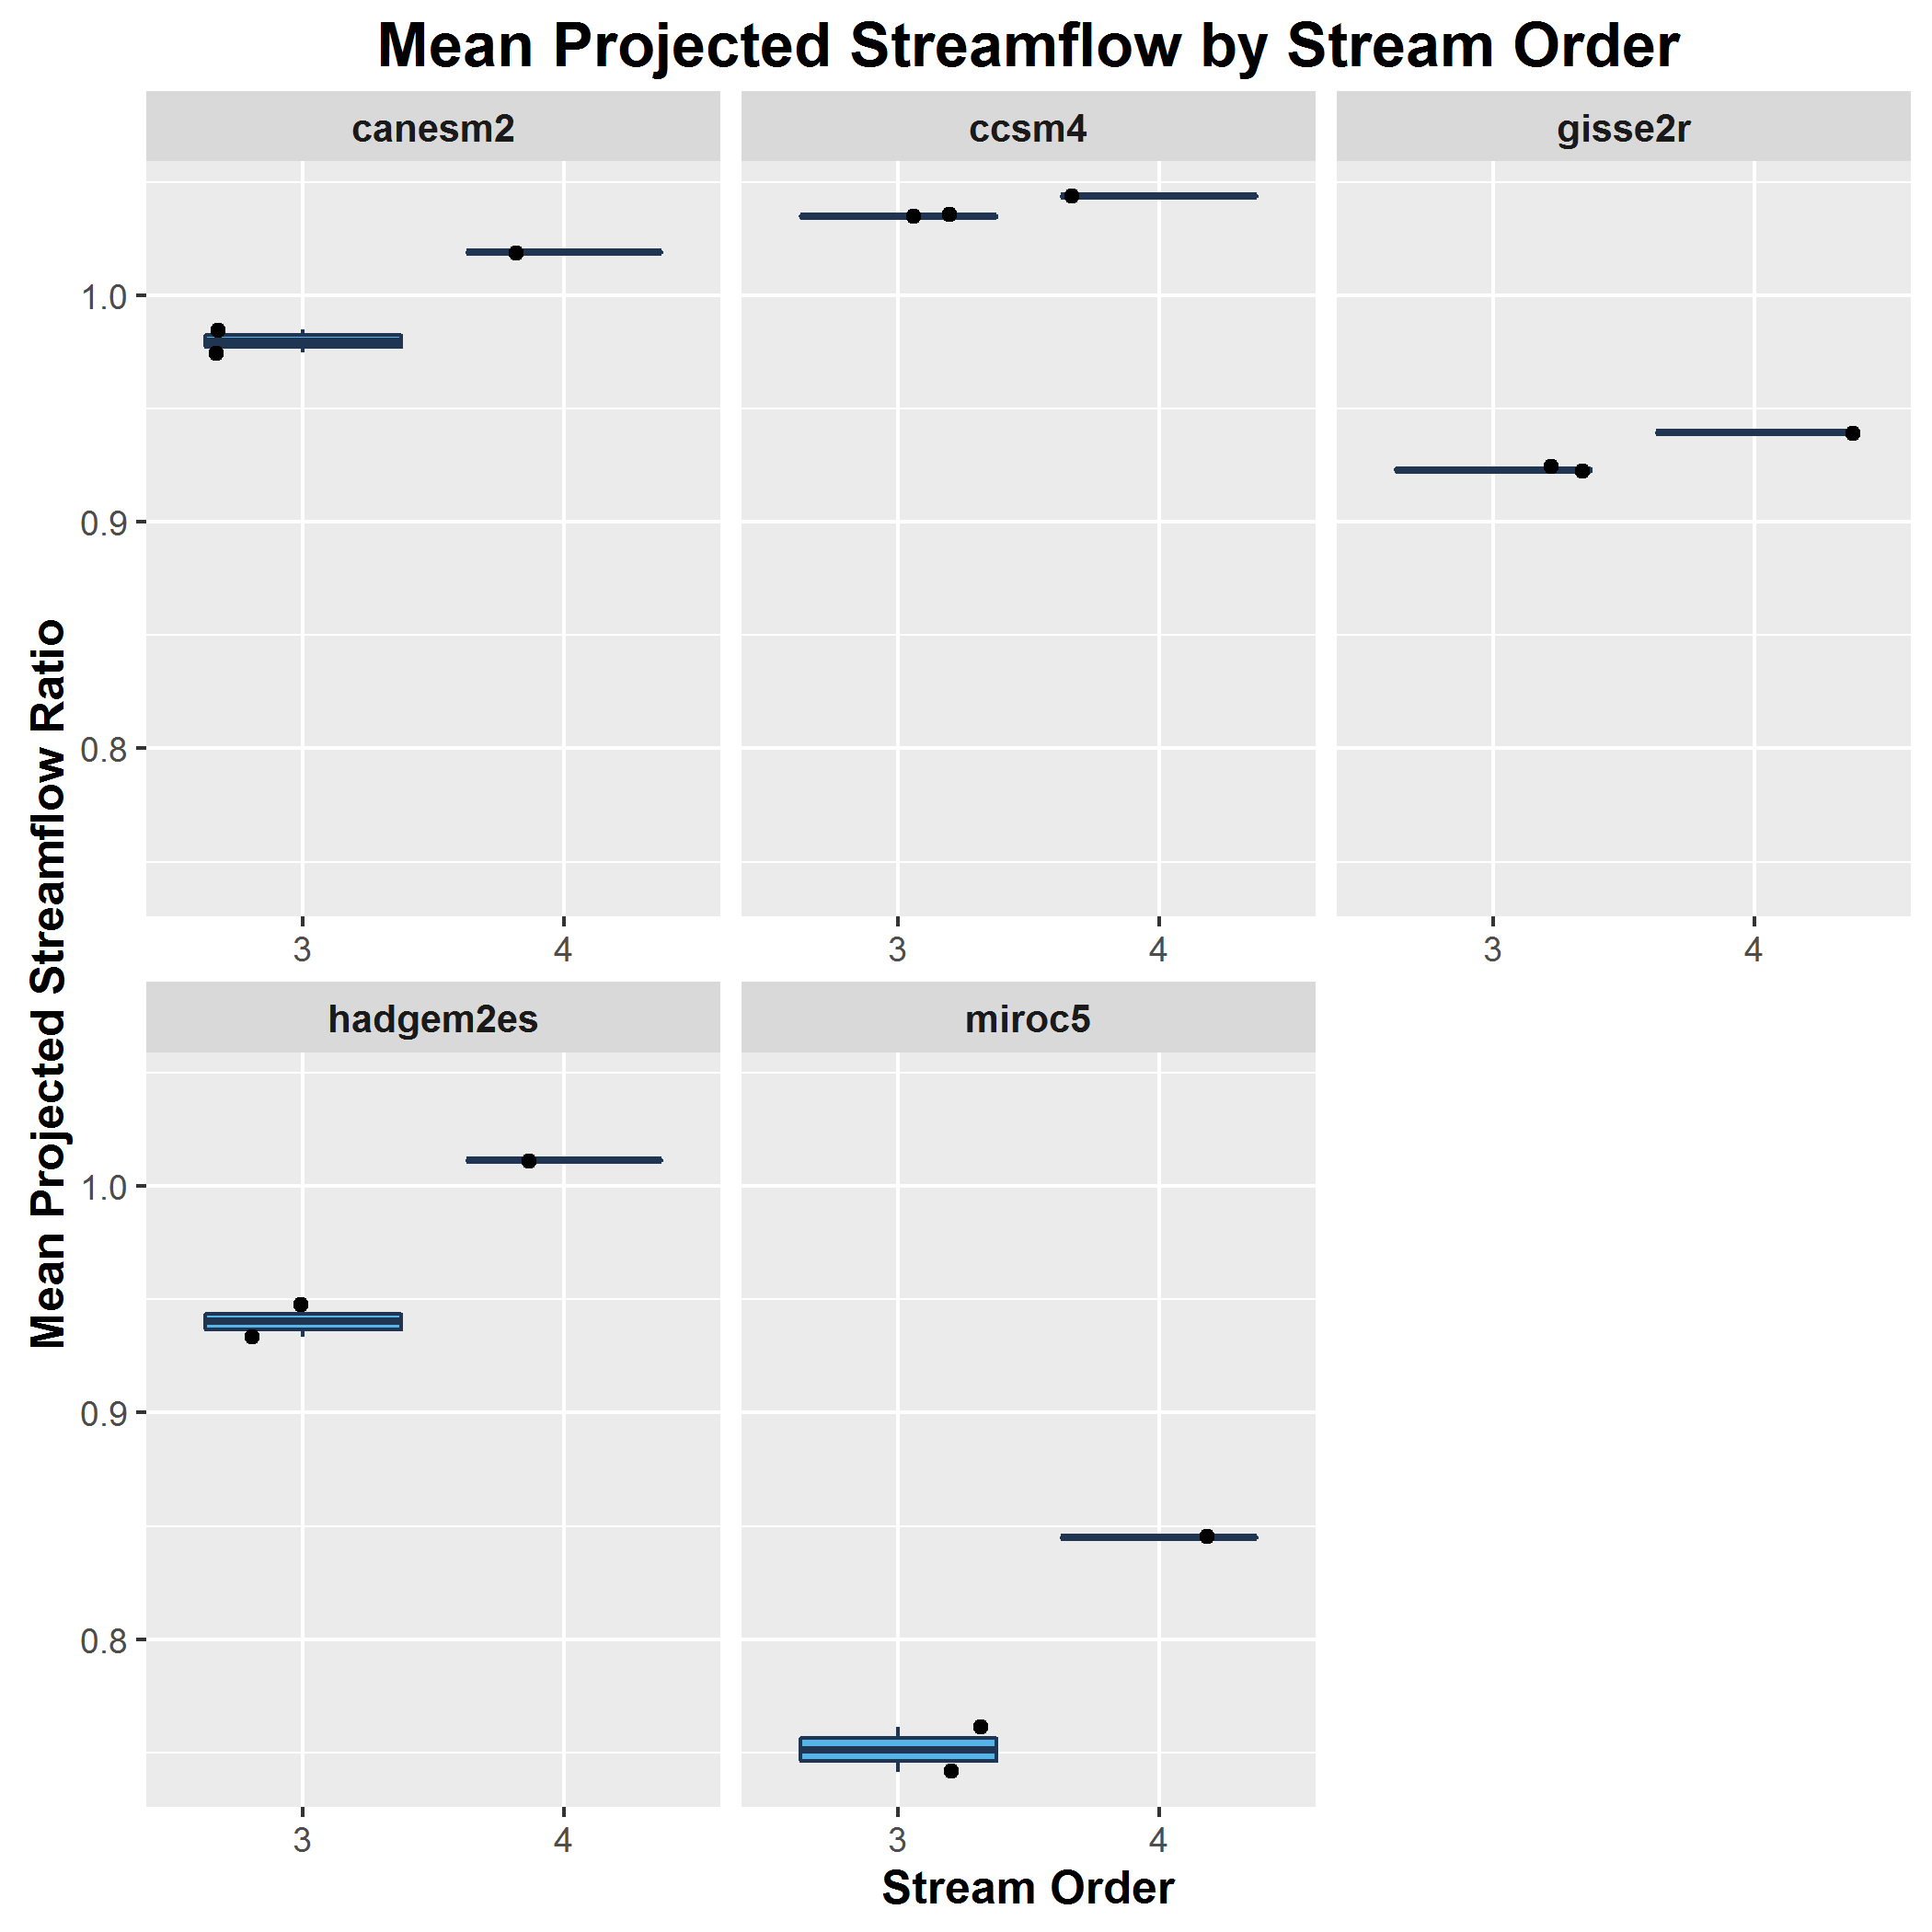 Mean Projected Streamflow by Stream Order
canesm2
ccsm4
gisse2r
1.0
0.9
0.8
3
4
3
4
3
4
hadgem2es
miroc5
1.0
0.9
0.8
3
4
3
4
Mean Projected Streamflow Ratio
Stream Order